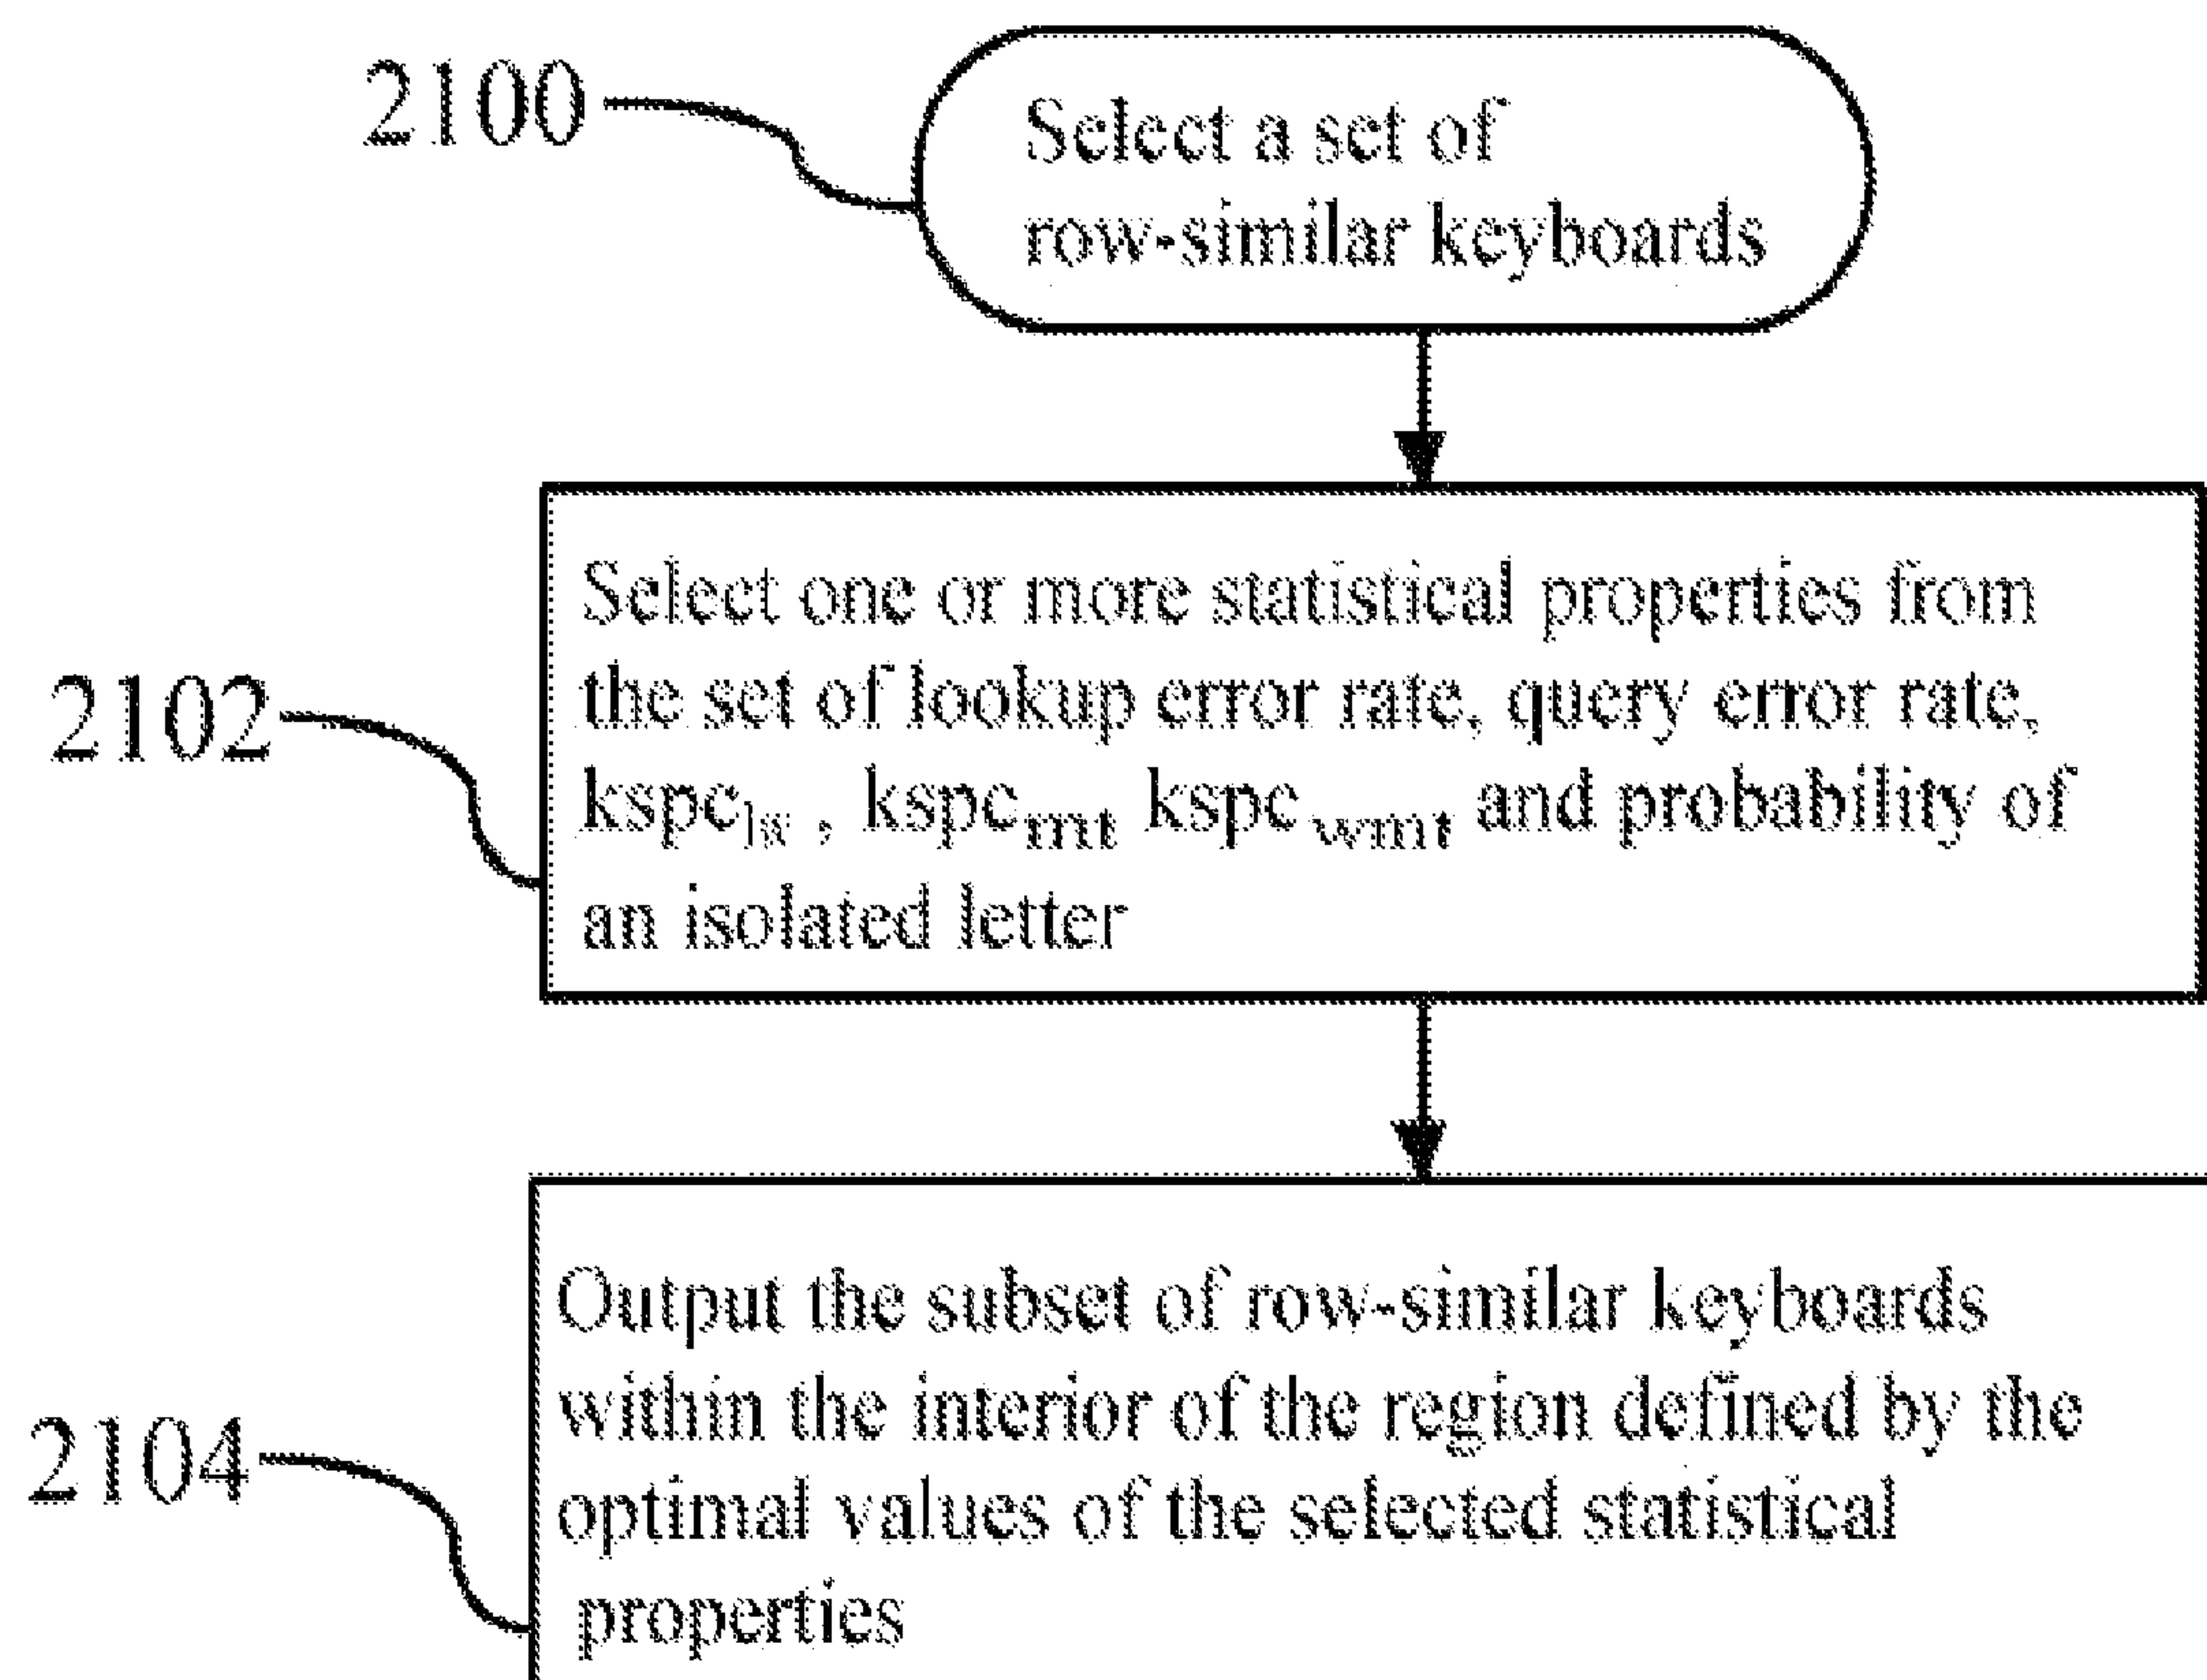 2100
Select a set of
row-similar keyboards
2102
Select one or more statistical properties from
the set of lookup error rate, query error rate,
kspc , kspcmt kspcwmt and probability of
an isolated letter
2104
Output the subset of row-similar keyboards
within the interior of the region defined by the
optimal values of the selected statistical
properties